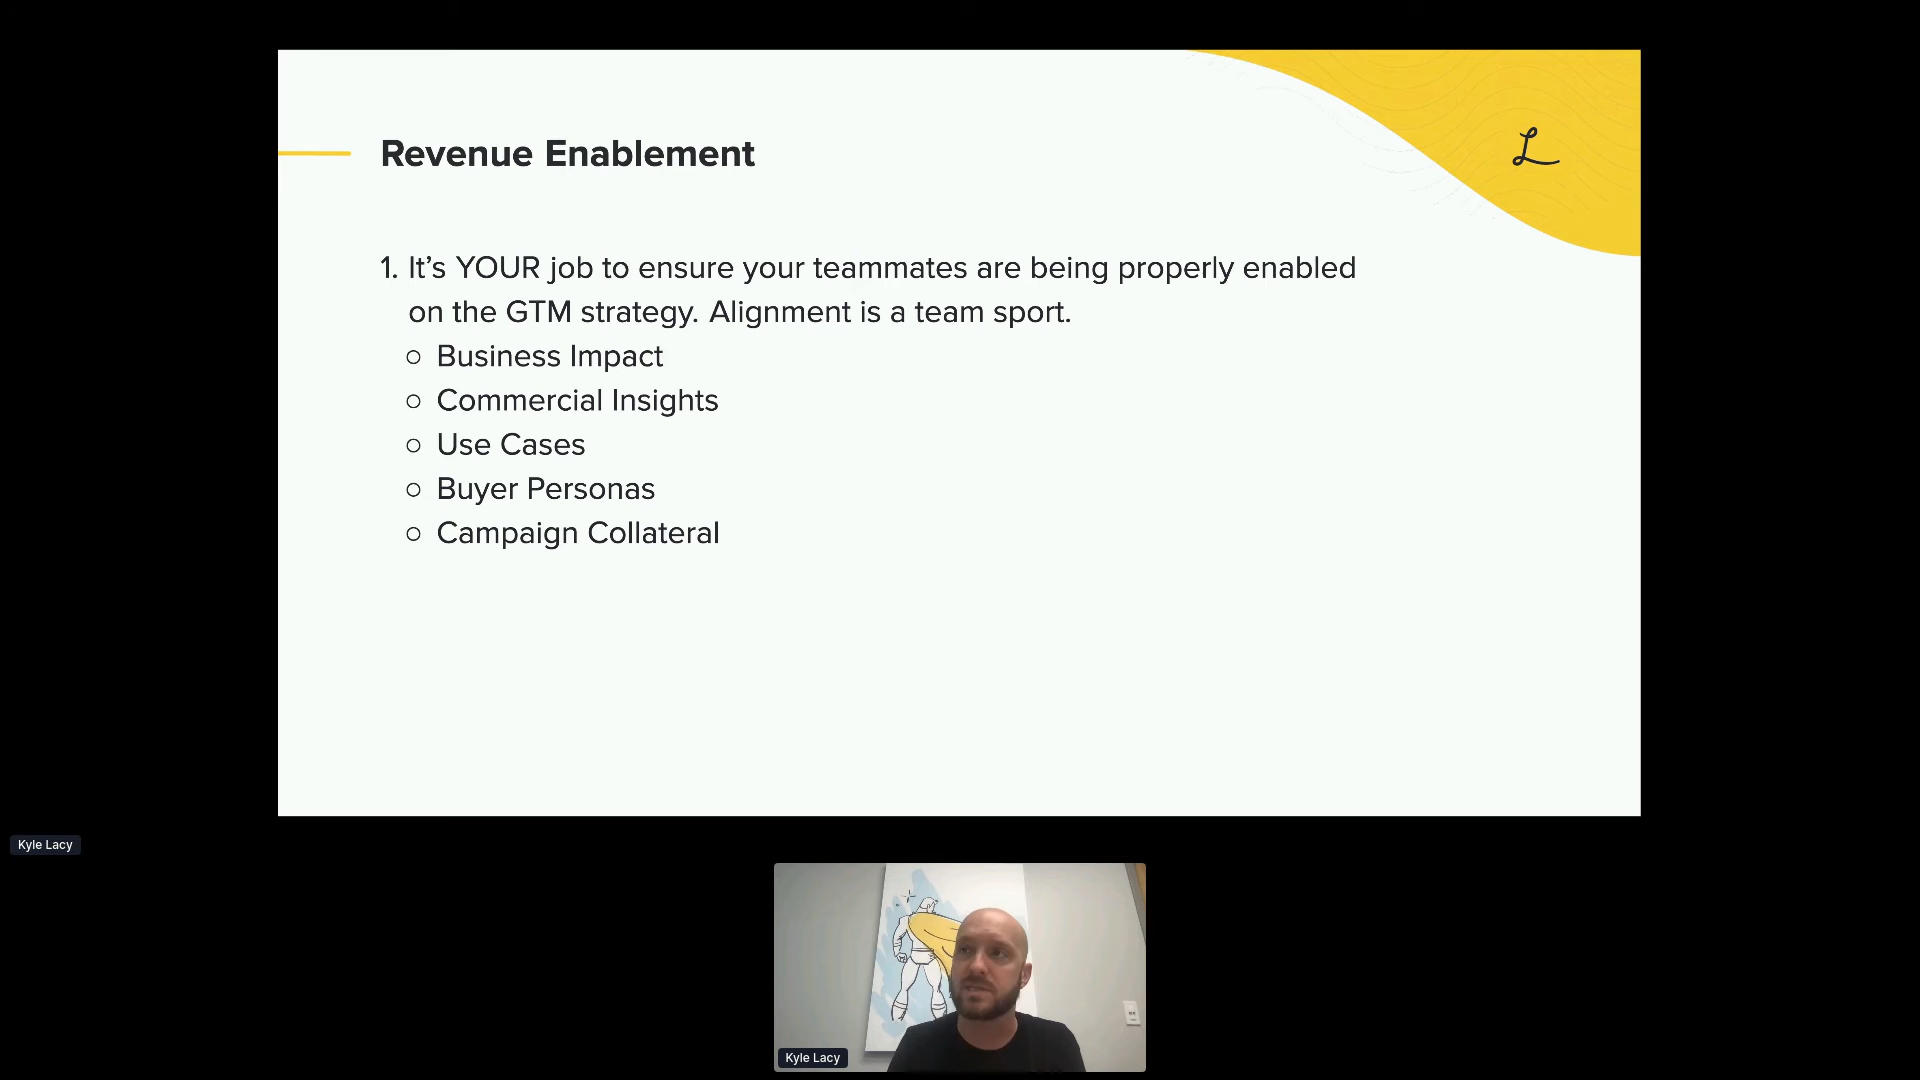 Revenue Enablement
L
1. It’s YOUR job to ensure your teammates are being properly enabled
on the GTM strategy. Alignment is a team sport.
○ Business Impact
○ Commercial Insights
○ Use Cases
○ Buyer Personas
○ Campaign Collateral
Kyle Lacy
Kyle Lacy